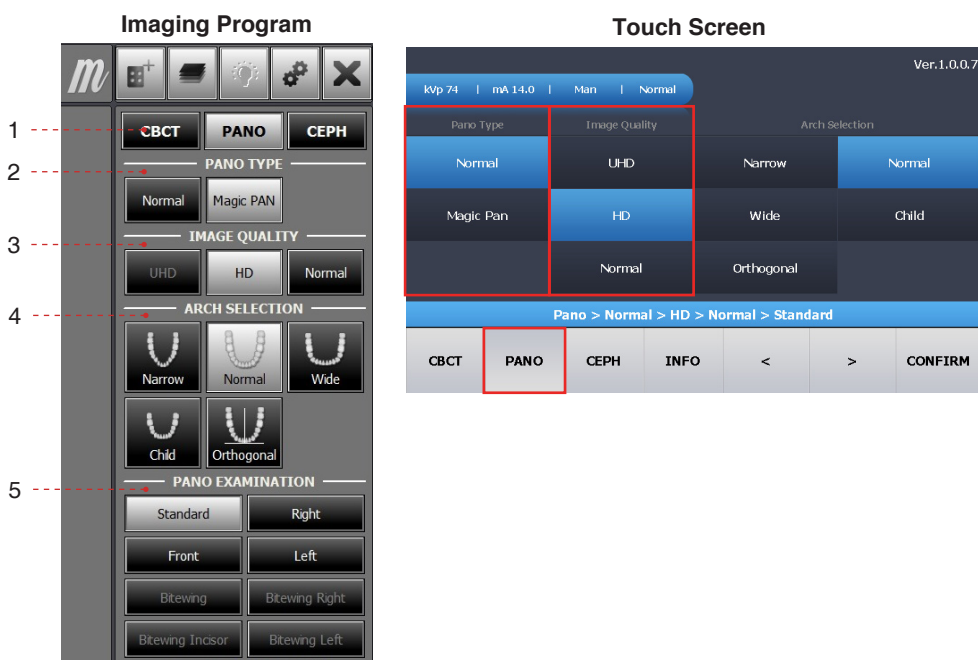 Imaging Program
m
1
CBCT PANO CEPH
2
PANO TYPE
Normal Magic PAN
3
IMAGE QUALITY
UHD HD Normal
4
ARCH SELECTION
Narrow Normal Wide
Child Orthogonal
5
PANO EXAMINATION
Standard Right
Front Left
Bitewing Bitewing Right
Bitewing Incisor Bitewing Left
Touch Screen
Ver.1.0.0.7
kVp 74 | mA 14.0 | Man | Normal
Pano Type Image Quality Arch Selection
Normal UHD Narrow Normal
Magic Pan HD Wide Child
Normal Orthogonal
Pano > Normal > HD > Normal > Standard
CBCT PANO CEPH INFO < > CONFIRM